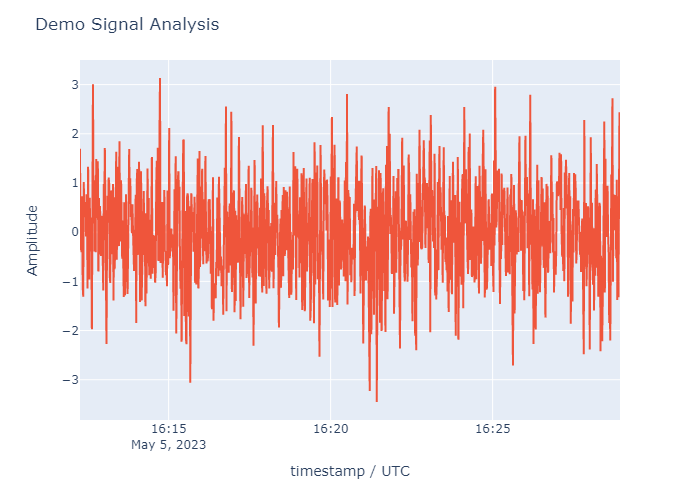 Demo Signal Analysis
3
2
1
0
−1
−2
−3
Amplitude
16:15
May 5, 2023
16:20
16:25
timestamp / UTC